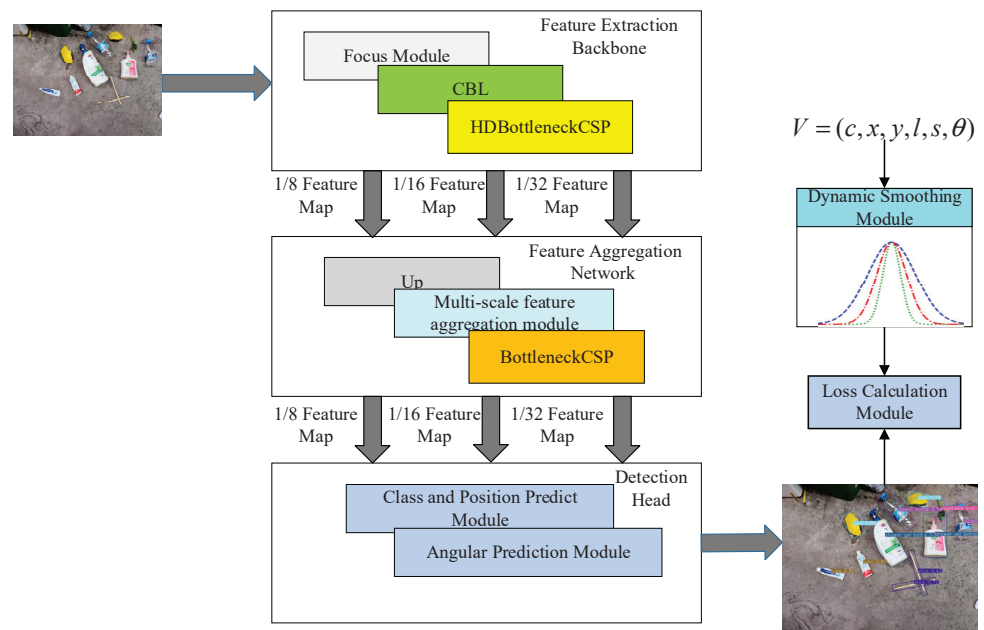 Feature Extraction
Backbone
Focus Module
CBL
HDBottleneckCSP
1/8 Feature
Map
1/16 Feature
Map
1/32 Feature
Map
Feature Aggregation
Network
Up
Multi-scale feature
aggregation module
BottleneckCSP
1/8 Feature
Map
1/16 Feature
Map
1/32 Feature
Map
Detection
Head
Class and Position Predict
Module
Angular Prediction Module
V = (c, x, y, l, s, θ)
Dynamic Smoothing
Module
Loss Calculation
Module